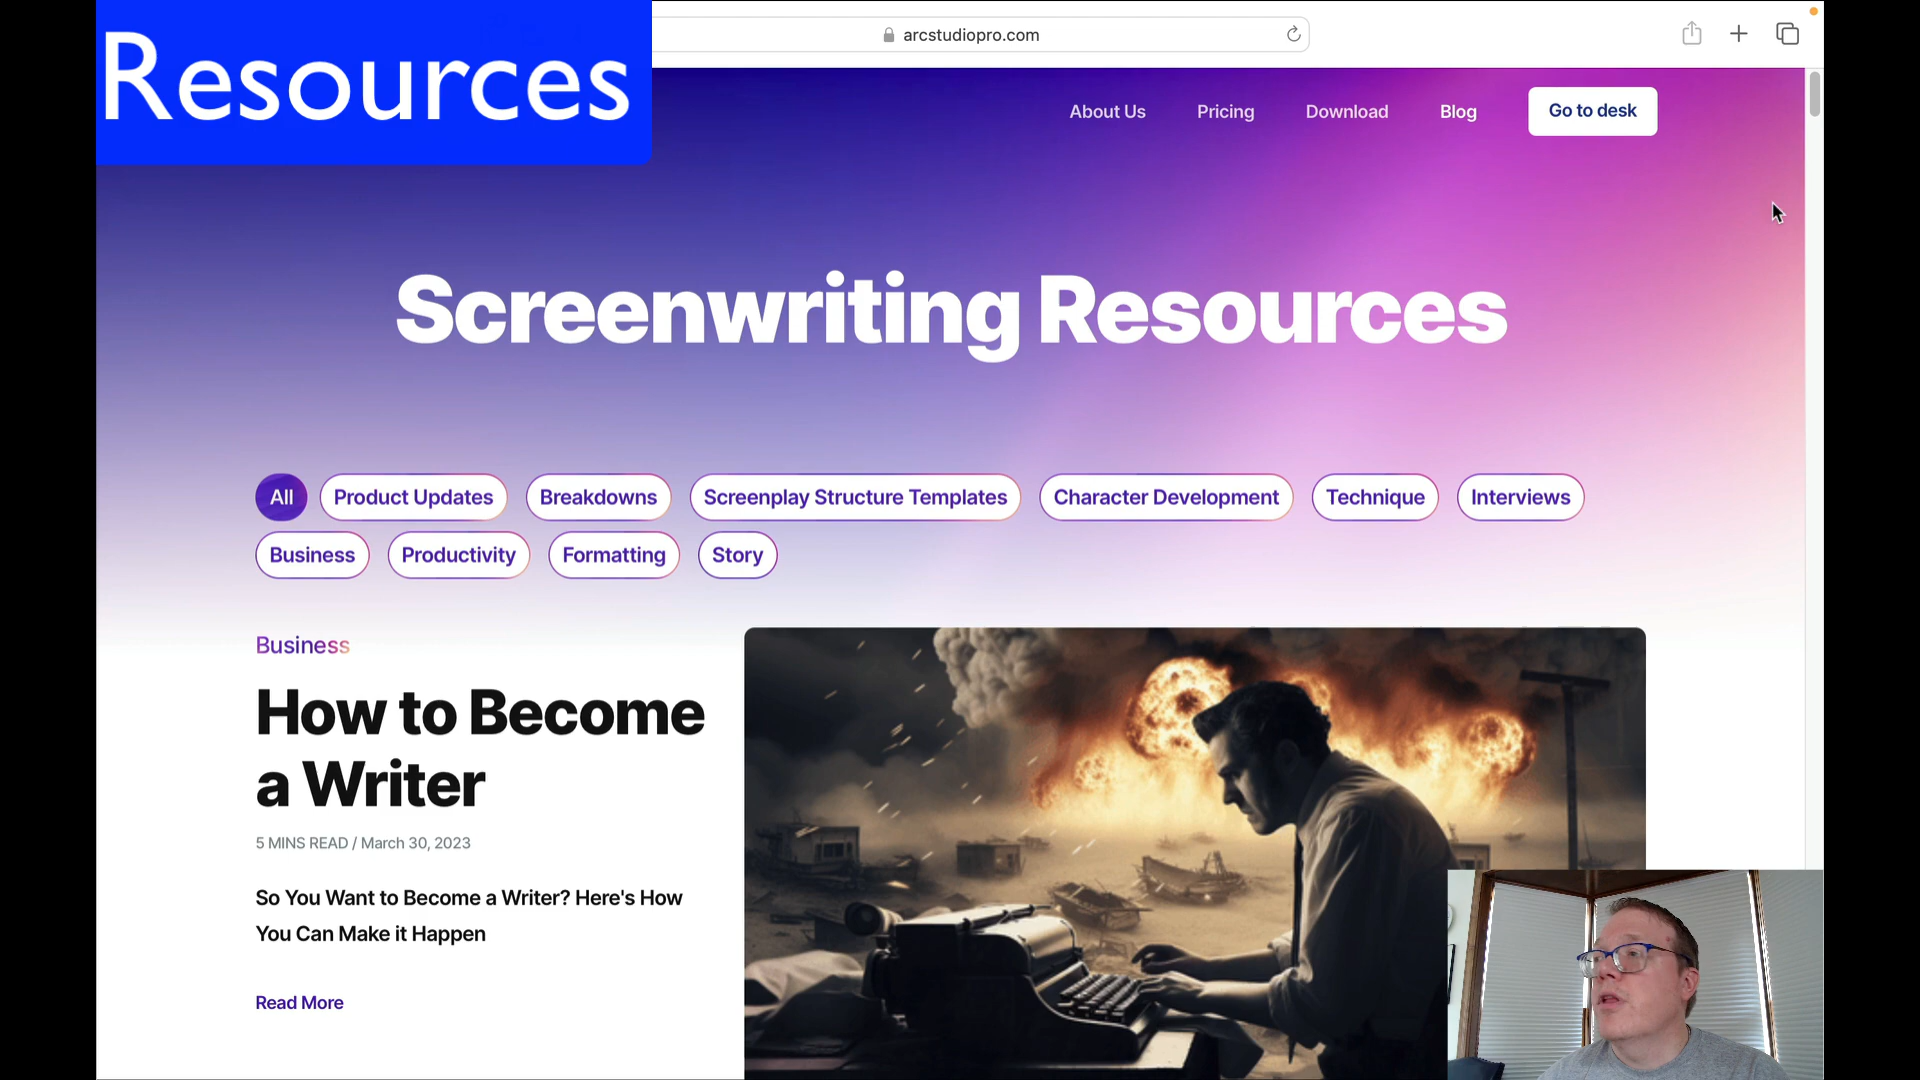 Resources
arcstudiopro.com
About Us Pricing Download Blog Go to desk
Screenwriting Resources
All Product Updates Breakdowns Screenplay Structure Templates Character Development Technique Interviews
Business Productivity Formatting Story
Business
How to Become
a Writer
5 MINS READ / March 30, 2023
So You Want to Become a Writer? Here's How
You Can Make it Happen
Read More